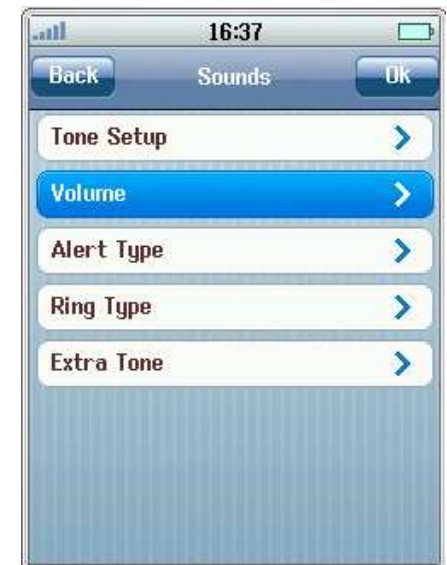 16:37
Back Sounds Ok
Tone Setup
Volume
Alert Type
Ring Type
Extra Tone